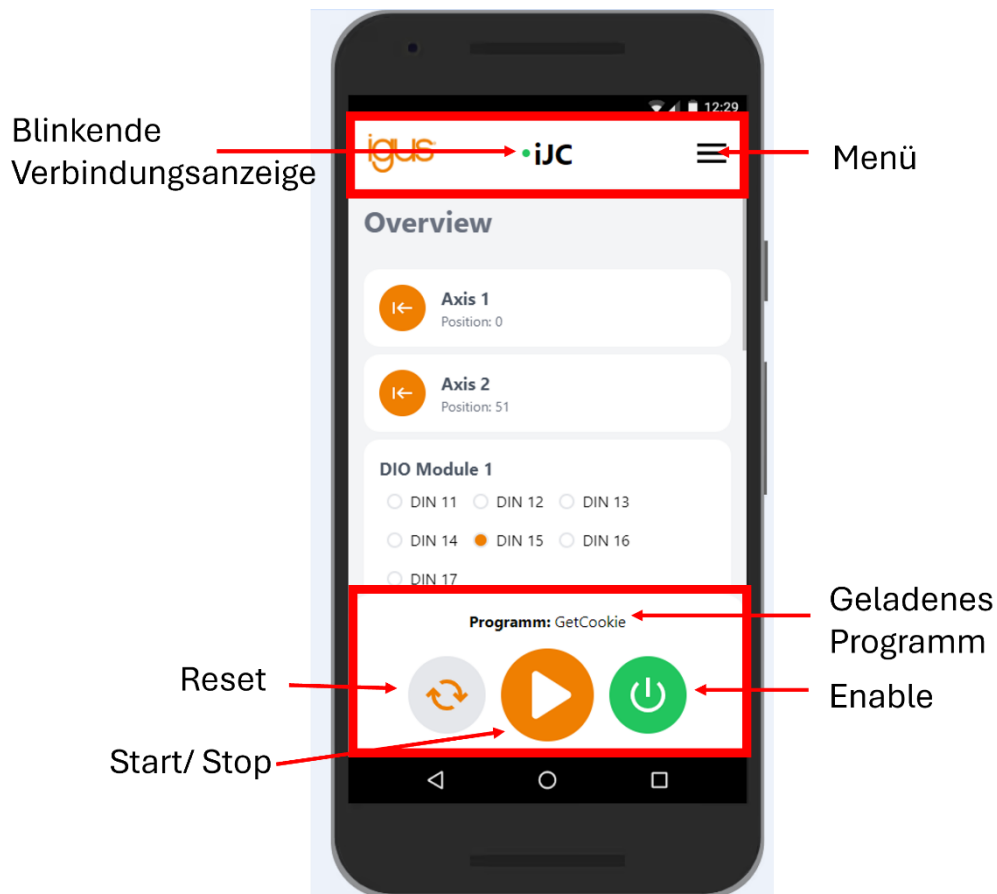 12:29
Blinkende
Verbindungsanzeige
igus
iJC
Menü
Overview
Axis 1
Position: 0
Axis 2
Position: 51
DIO Module 1
DIN 11 DIN 12 DIN 13
DIN 14 DIN 15 DIN 16
DIN 17
Programm: GetCookie
Geladenes
Programm
Reset
Enable
Start/ Stop